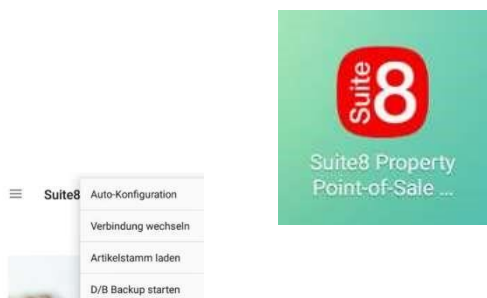 Suite8
Suite8 Property
Point-of-Sale ...
Suite8
Auto-Konfiguration
Verbindung wechseln
Artikelstamm laden
D/B Backup starten